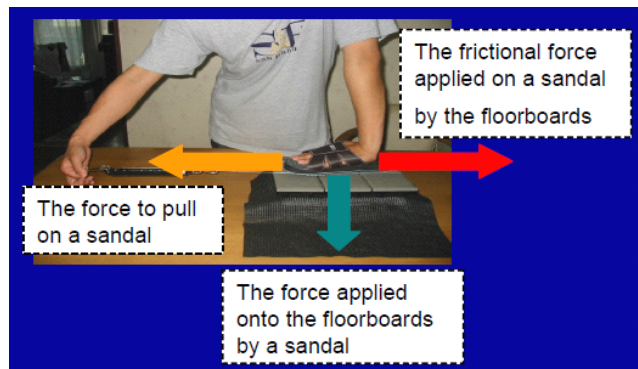 The frictional force
applied on a sandal
by the floorboards
The force to pull
on a sandal
The force applied
onto the floorboards
by a sandal